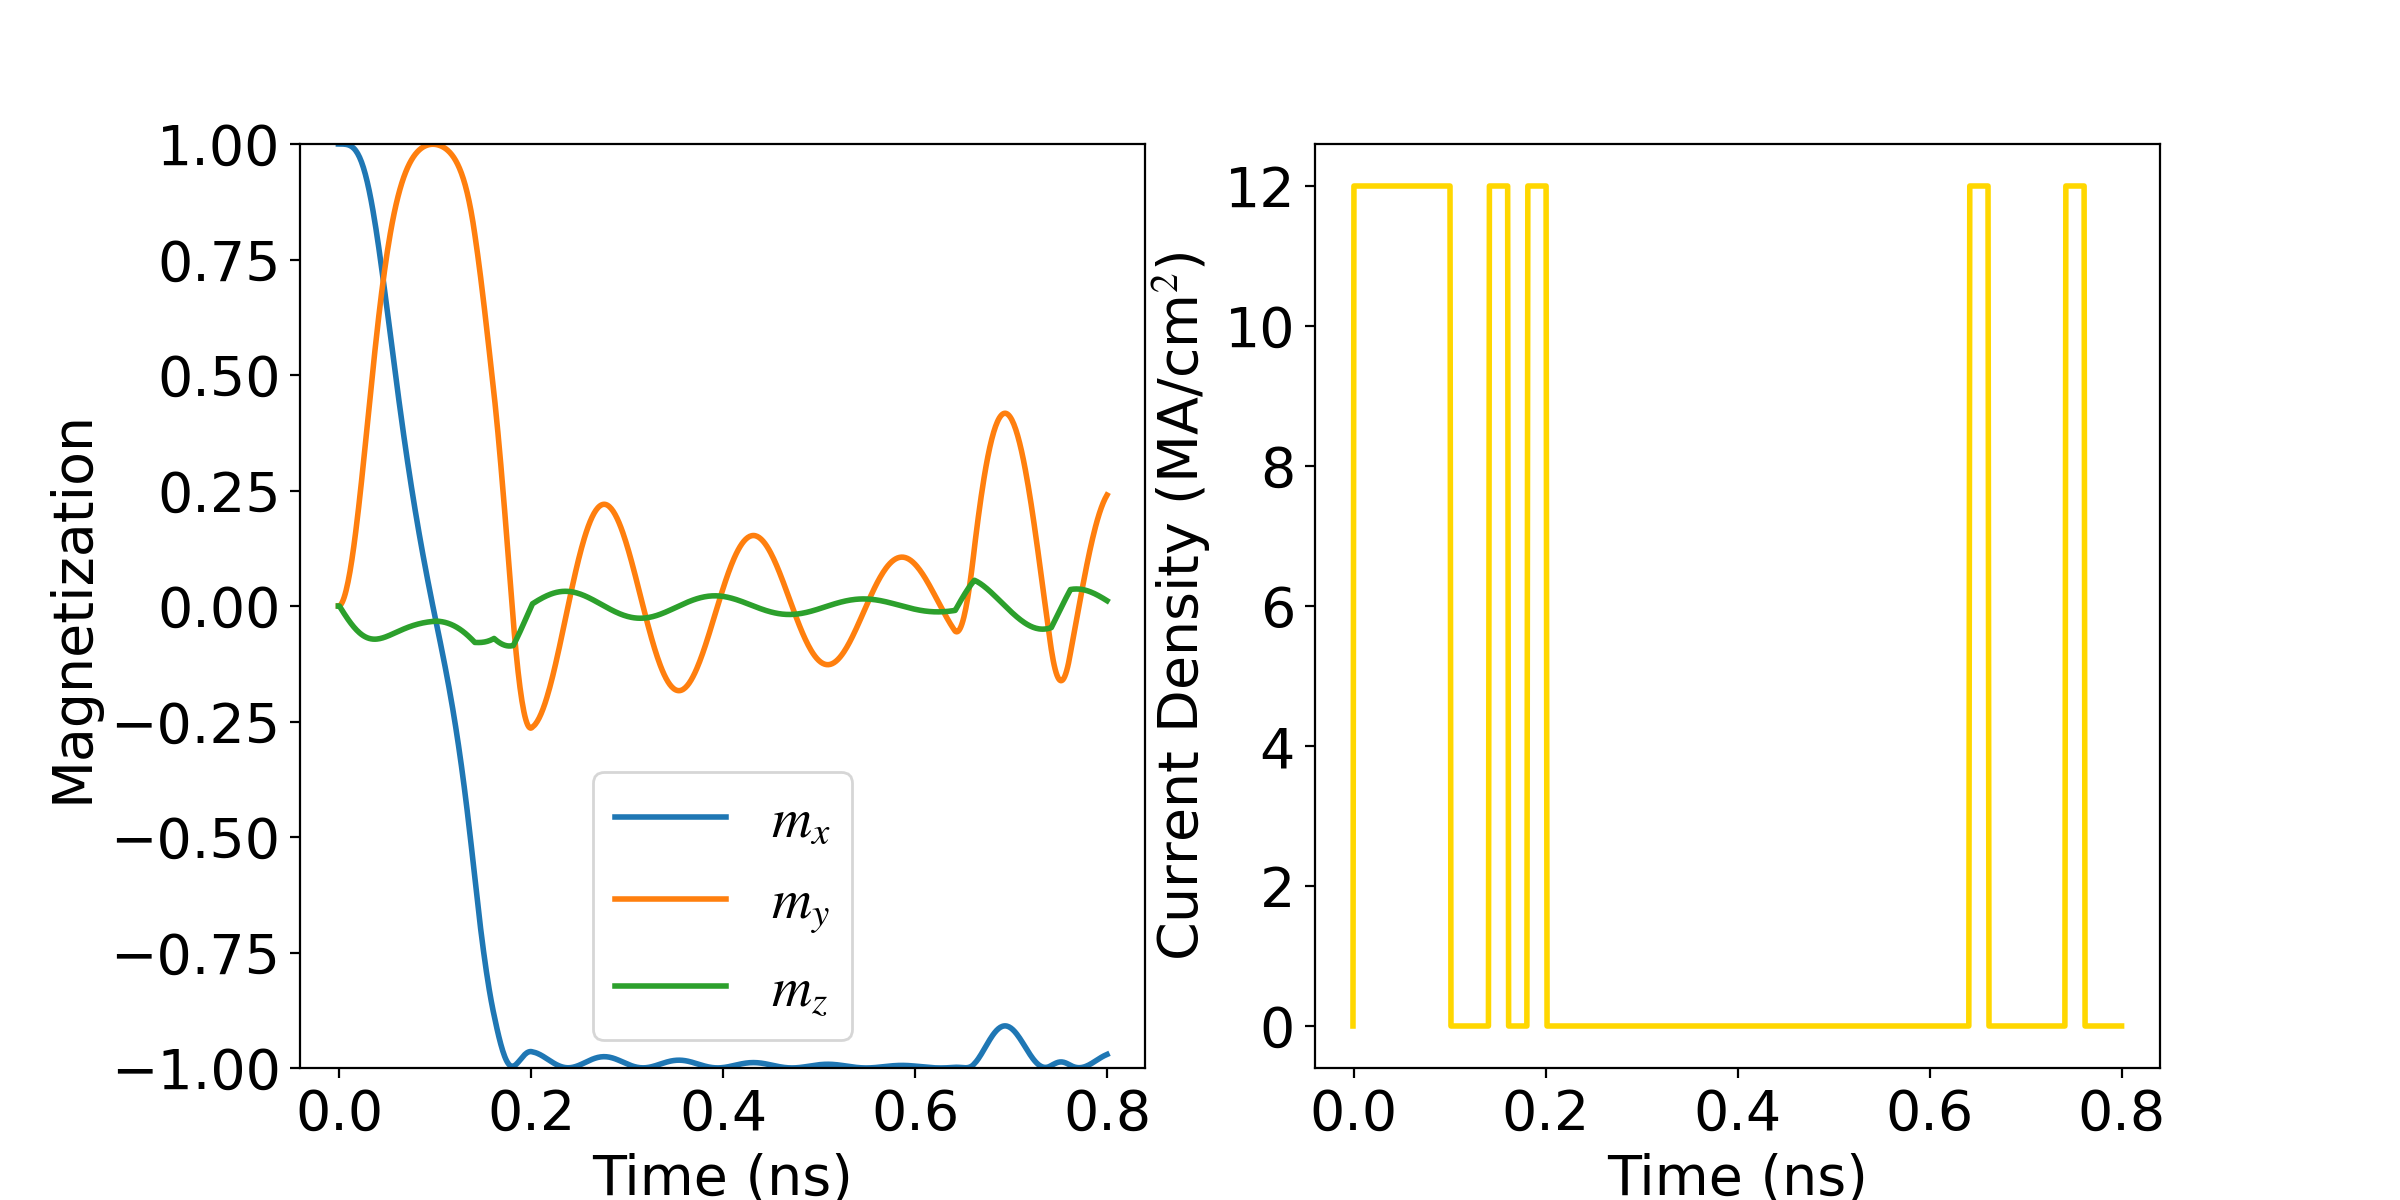 1.00
0.75
0.50
0.25
0.00
−0.25
−0.50
−0.75
−1.00
Magnetization
0.0 0.2 0.4 0.6 0.8
Time (ns)
m_x
m_y
m_z
12
10
8
6
4
2
0
Current Density (MA/cm²)
0.0 0.2 0.4 0.6 0.8
Time (ns)